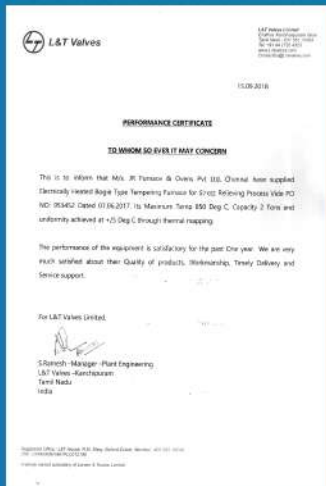 L&T Valves
L&T Valves Limited
15.09.2018
PERFORMANCE CERTIFICATE
TO WHOM SO EVER IT MAY CONCERN
This is to inform that M/s. JR Furnace & Ovens Pvt Ltd, Chennai have supplied
Electrically Heated Bogie Type Tempering Furnace for Relieving Process Vide PO
NO: Dated 07.06.2017. Its Maximum Temp 850 Deg C, Capacity 2 Tons and
uniformity achieved at +/5 Deg C through thermal mapping.
The performance of the equipment is satisfactory for the past One year. We are very
much satisfied about their Quality of products, Workmanship, Timely Delivery and
Service support.
For L&T Valves Limited,
S.Ramesh -Manager -Plant Engineering
L&T Valves -Kanchipuram
Tamil Nadu
India